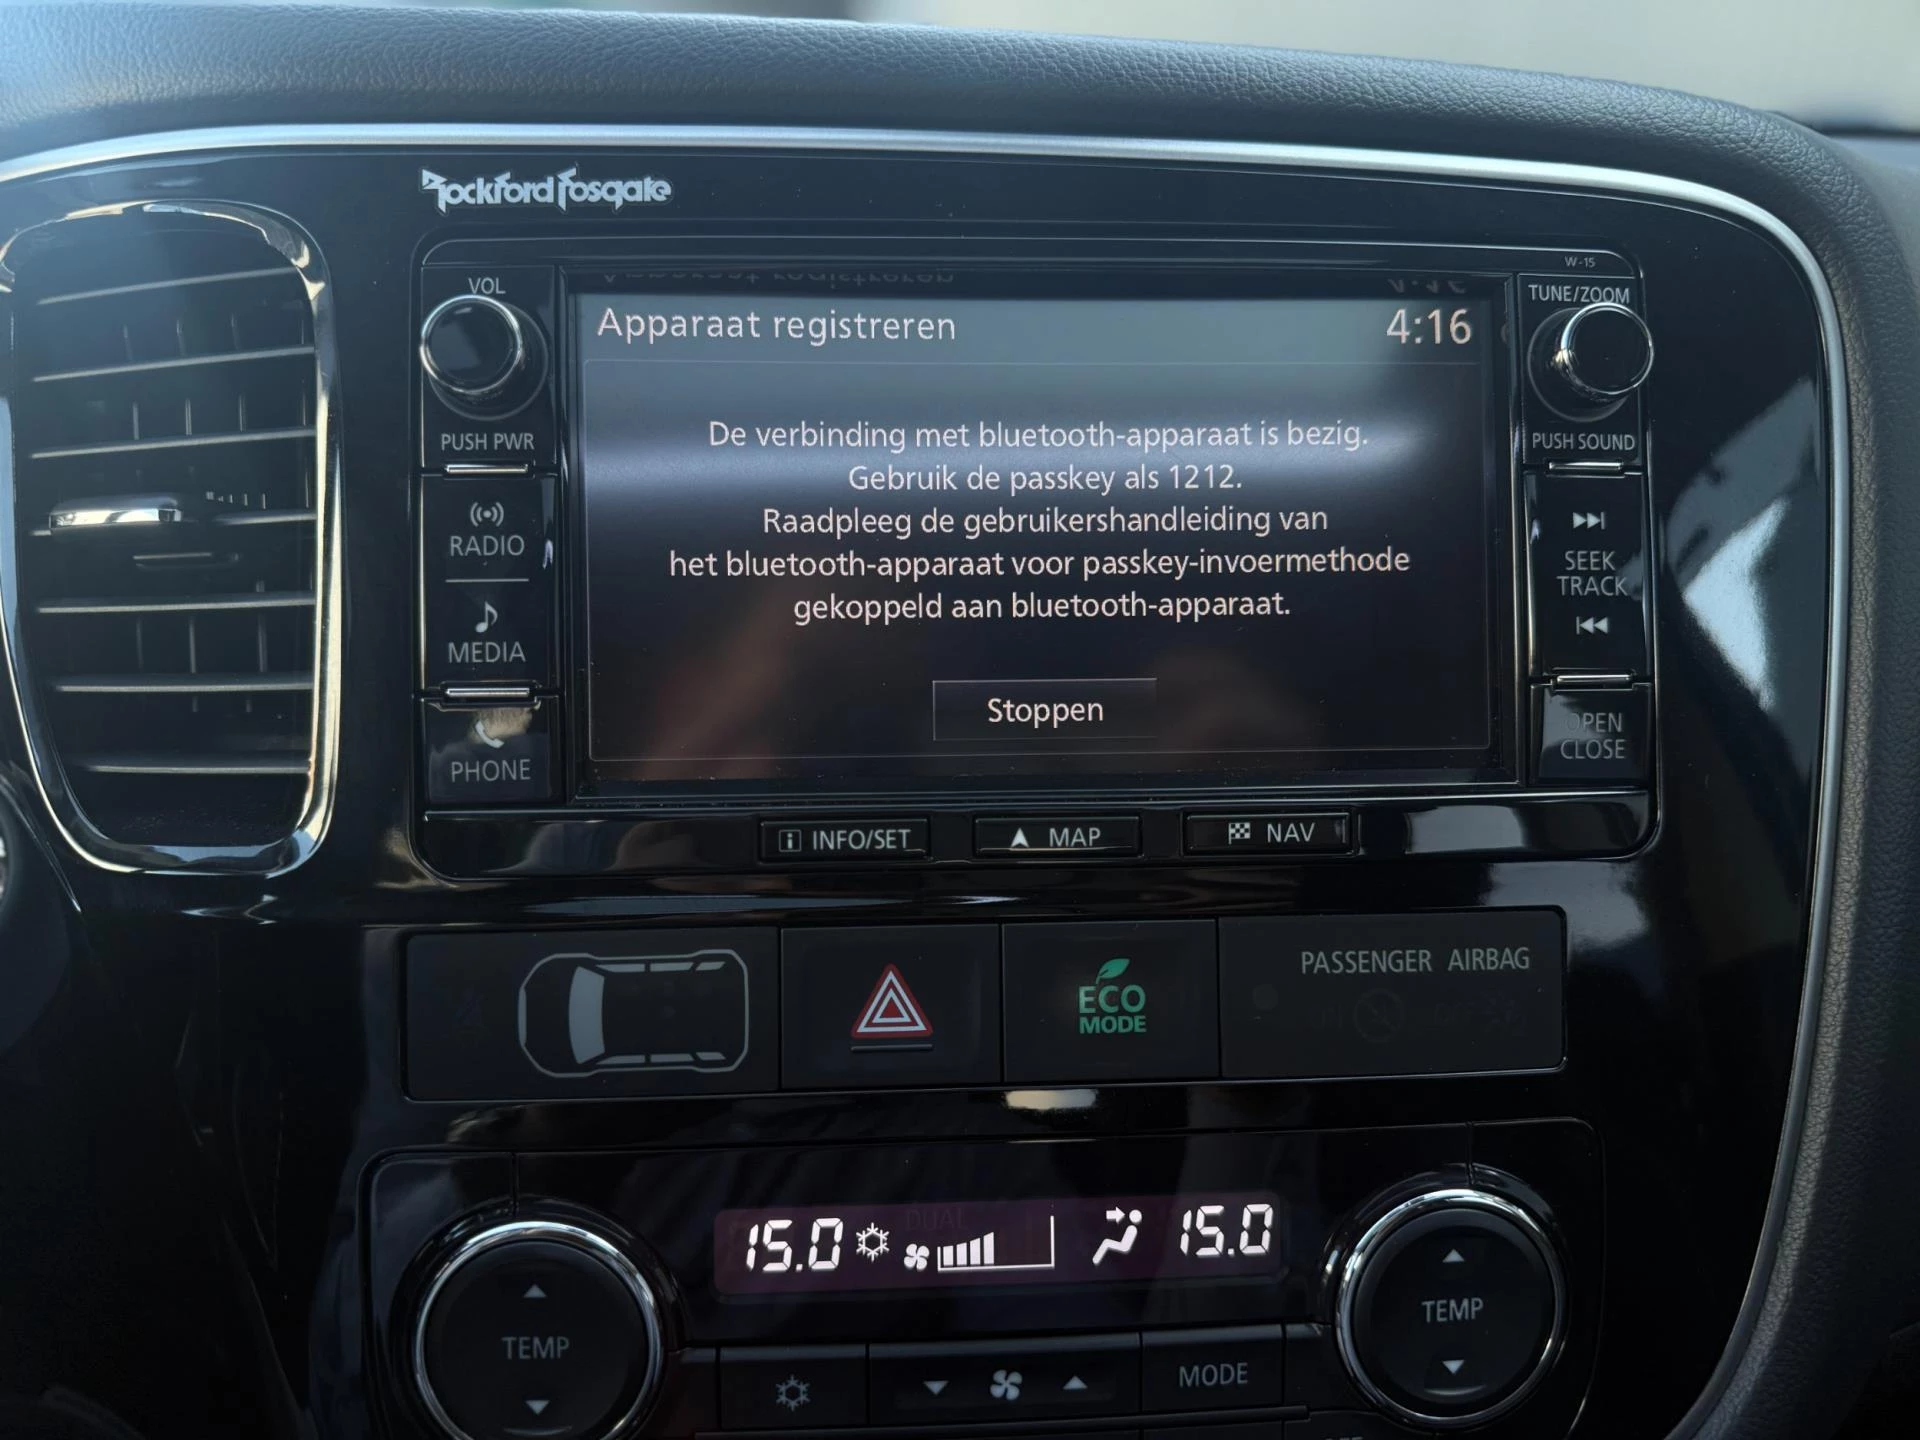 Rockford Fosgate
W-15
VOL
TUNE/ZOOM
Apparaat registreren
4:16
PUSH PWR
PUSH SOUND
De verbinding met bluetooth-apparaat is bezig.
Gebruik de passkey als 1212.
Raadpleeg de gebruikershandleiding van
het bluetooth-apparaat voor passkey-invoermethode
gekoppeld aan bluetooth-apparaat.
Stoppen
RADIO
MEDIA
PHONE
SEEK
TRACK
OPEN
CLOSE
INFO/SET
MAP
NAV
ECO
MODE
PASSENGER AIRBAG
DUAL
15.0
15.0
TEMP
TEMP
MODE